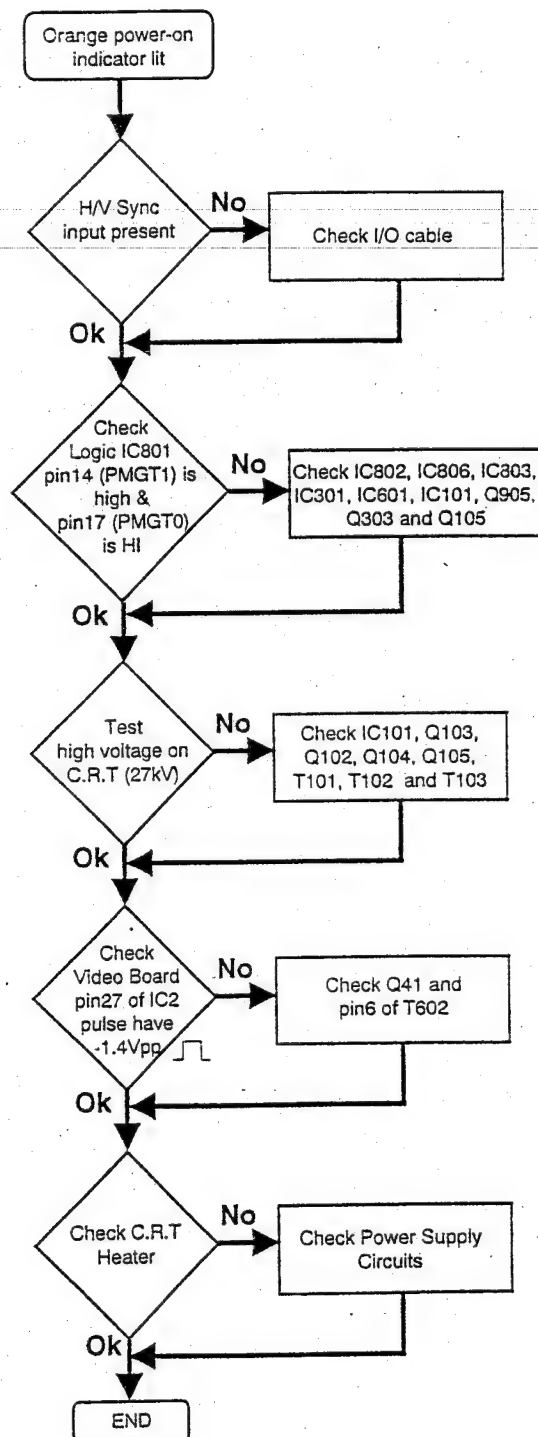 Orange power-on
indicator lit
H/V Sync
input present
No
Check I/O cable
Ok
Check
Logic IC801
pin14 (PMGT1) is
high &
pin17 (PMGT0)
is HI
No
Check IC802, IC806, IC303,
IC301, IC601, IC101, Q905,
Q303 and Q105
Ok
Test
high voltage on
C.R.T (27kV)
No
Check IC101, Q103,
Q102, Q104, Q105,
T101, T102 and T103
Ok
Check
Video Board
pin27 of IC2
pulse have
-1.4Vpp
No
Check Q41 and
pin6 of T602
Ok
Check C.R.T
Heater
No
Check Power Supply
Circuits
Ok
END